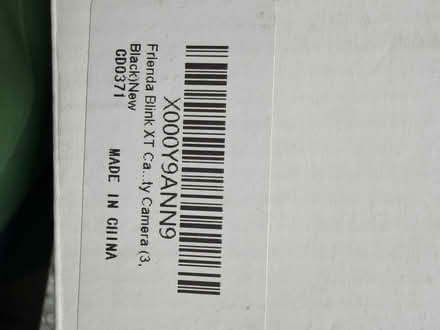 X000Y9ANN9
Frienda Blink XT Ca...ty Camera (3,
Black)New
CD0371 MADE IN CHINA